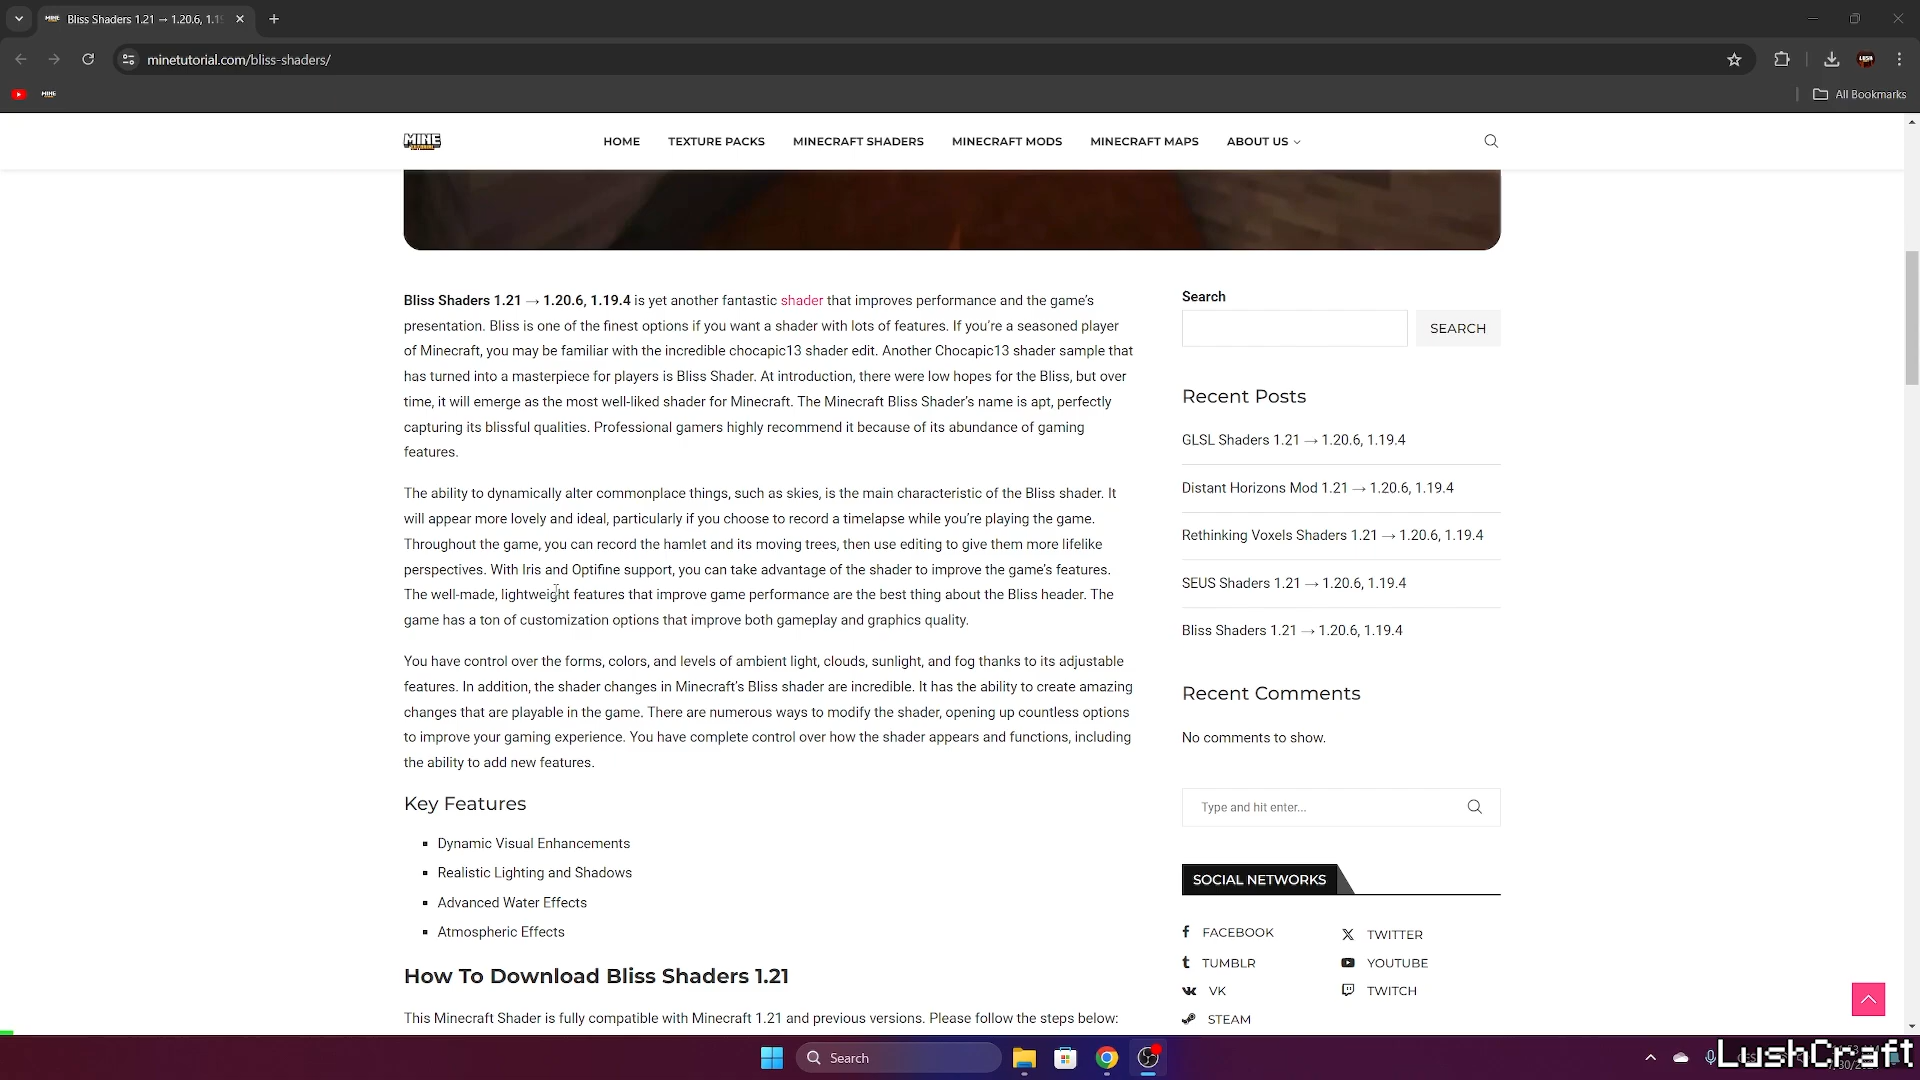 Bliss Shaders 1.21 → 1.20.6, 1.1
minetutorial.com/bliss-shaders/
MINE
All Bookmarks
MINE
HOME
TEXTURE PACKS
MINECRAFT SHADERS
MINECRAFT MODS
MINECRAFT MAPS
ABOUT US
Bliss Shaders 1.21 → 1.20.6, 1.19.4 is yet another fantastic shader that improves performance and the game's
presentation. Bliss is one of the finest options if you want a shader with lots of features. If you're a seasoned player
of Minecraft, you may be familiar with the incredible chocapic13 shader edit. Another Chocapic13 shader sample that
has turned into a masterpiece for players is Bliss Shader. At introduction, there were low hopes for the Bliss, but over
time, it will emerge as the most well-liked shader for Minecraft. The Minecraft Bliss Shader's name is apt, perfectly
capturing its blissful qualities. Professional gamers highly recommend it because of its abundance of gaming
features.
The ability to dynamically alter commonplace things, such as skies, is the main characteristic of the Bliss shader. It
will appear more lovely and ideal, particularly if you choose to record a timelapse while you're playing the game.
Throughout the game, you can record the hamlet and its moving trees, then use editing to give them more lifelike
perspectives. With Iris and Optifine support, you can take advantage of the shader to improve the game's features.
The well-made, lightweight features that improve game performance are the best thing about the Bliss header. The
game has a ton of customization options that improve both gameplay and graphics quality.
You have control over the forms, colors, and levels of ambient light, clouds, sunlight, and fog thanks to its adjustable
features. In addition, the shader changes in Minecraft's Bliss shader are incredible. It has the ability to create amazing
changes that are playable in the game. There are numerous ways to modify the shader, opening up countless options
to improve your gaming experience. You have complete control over how the shader appears and functions, including
the ability to add new features.
Key Features
Dynamic Visual Enhancements
Realistic Lighting and Shadows
Advanced Water Effects
Atmospheric Effects
How To Download Bliss Shaders 1.21
This Minecraft Shader is fully compatible with Minecraft 1.21 and previous versions. Please follow the steps below:
Search
SEARCH
Recent Posts
GLSL Shaders 1.21 → 1.20.6, 1.19.4
Distant Horizons Mod 1.21 → 1.20.6, 1.19.4
Rethinking Voxels Shaders 1.21 → 1.20.6, 1.19.4
SEUS Shaders 1.21 → 1.20.6, 1.19.4
Bliss Shaders 1.21 → 1.20.6, 1.19.4
Recent Comments
No comments to show.
Type and hit enter...
SOCIAL NETWORKS
FACEBOOK
TWITTER
TUMBLR
YOUTUBE
VK
TWITCH
STEAM
Search
LushCraft